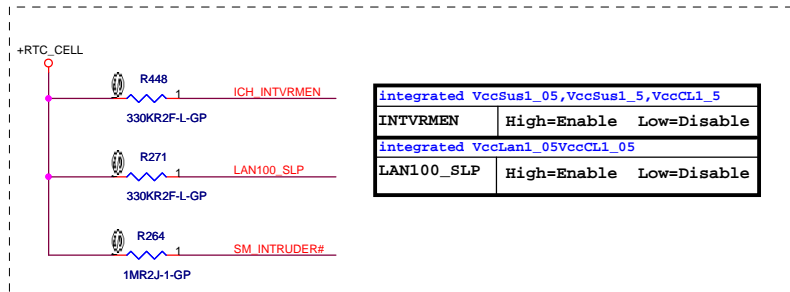 +RTC_CELL
R448
1
ICH_INTVRMEN
330KR2F-L-GP
R271
1
LAN100_SLP
330KR2F-L-GP
R264
1
SM_INTRUDER#
1MR2J-1-GP
integrated VccSus1_05,VccSus1_5,VccCL1_5
INTVRMEN High=Enable Low=Disable
integrated VccLan1_05VccCL1_05
LAN100_SLP High=Enable Low=Disable